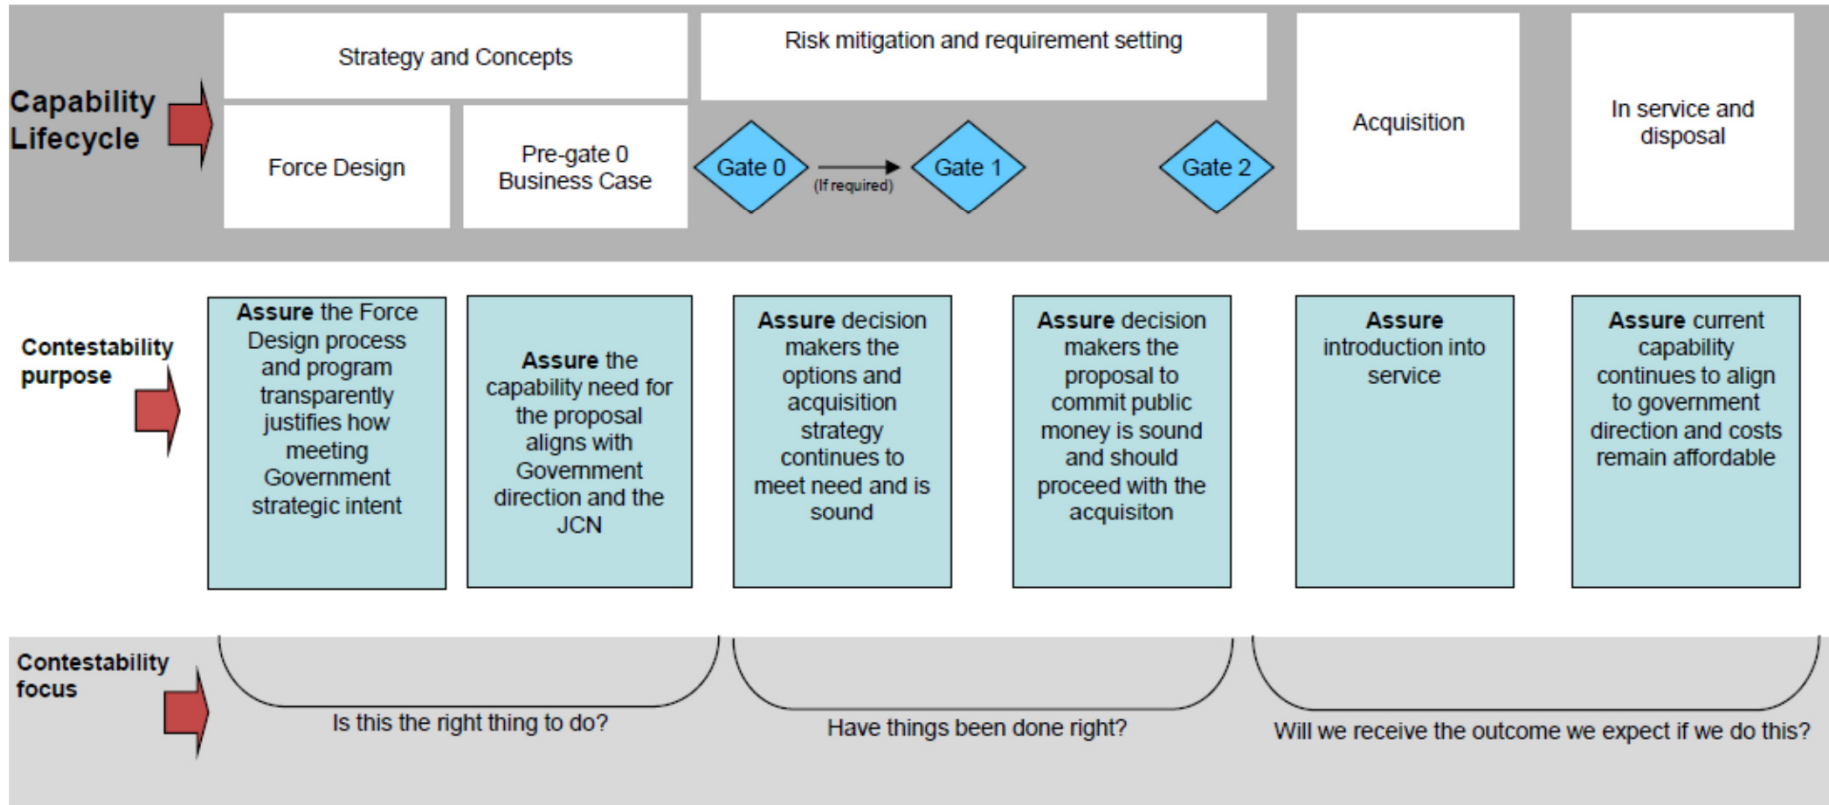 Capability
Lifecycle
Strategy and Concepts
Risk mitigation and requirement setting
Force Design
Pre-gate 0
Business Case
Gate 0
(If required)
Gate 1
Gate 2
Acquisition
In service and
disposal
Contestability
purpose
Assure the Force
Design process
and program
transparently
justifies how
meeting
Government
strategic intent
Assure the
capability need for
the proposal
aligns with
Government
direction and the
JCN
Assure decision
makers the
options and
acquisition
strategy
continues to
meet need and is
sound
Assure decision
makers the
proposal to
commit public
money is sound
and should
proceed with the
acquisiton
Assure
introduction into
service
Assure current
capability
continues to align
to government
direction and costs
remain affordable
Contestability
focus
Is this the right thing to do?
Have things been done right?
Will we receive the outcome we expect if we do this?